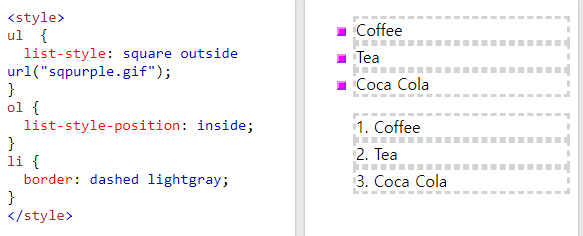 <style>
ul  {
  list-style: square outside
url("sqpurple.gif");
}
ol {
  list-style-position: inside;
}
li {
  border: dashed lightgray;
}
</style>
Coffee
Tea
Coca Cola
1. Coffee
2. Tea
3. Coca Cola